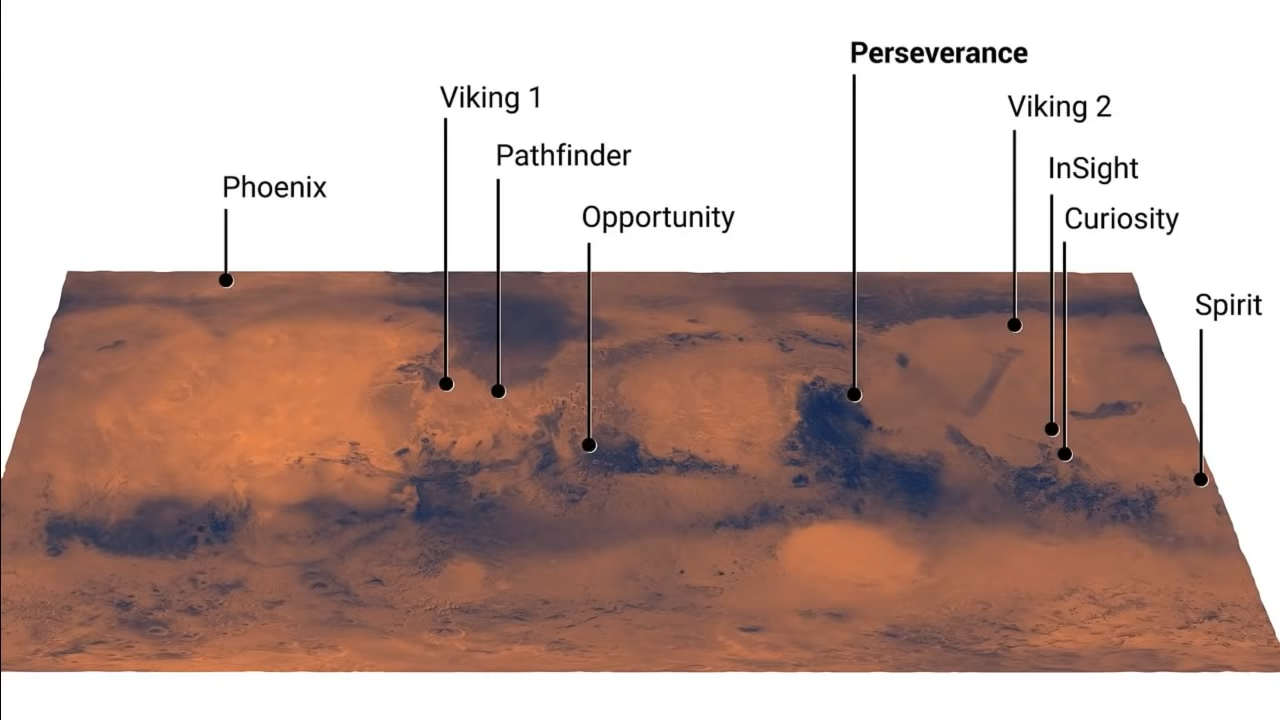 Perseverance
Viking 1
Viking 2
Pathfinder
InSight
Phoenix
Opportunity
Curiosity
Spirit